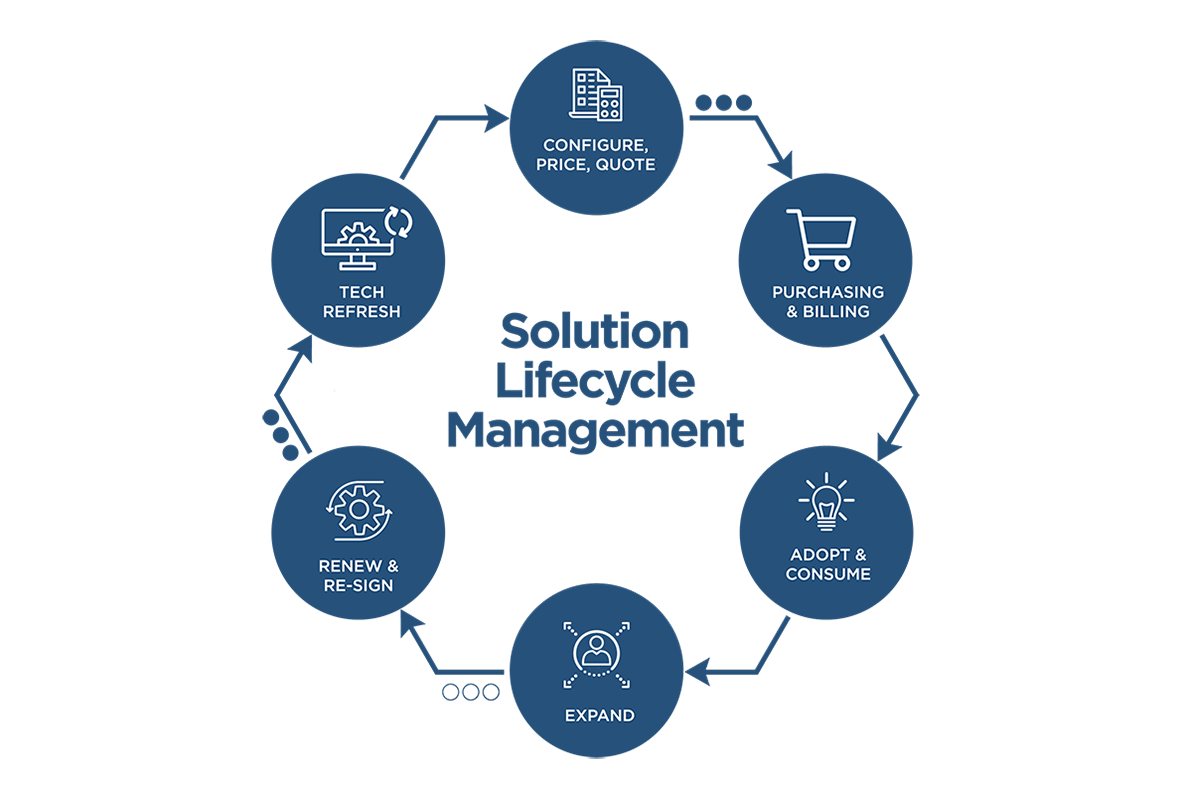 CONFIGURE,
PRICE, QUOTE
PURCHASING
& BILLING
ADOPT &
CONSUME
EXPAND
RENEW &
RE-SIGN
TECH
REFRESH
Solution
Lifecycle
Management